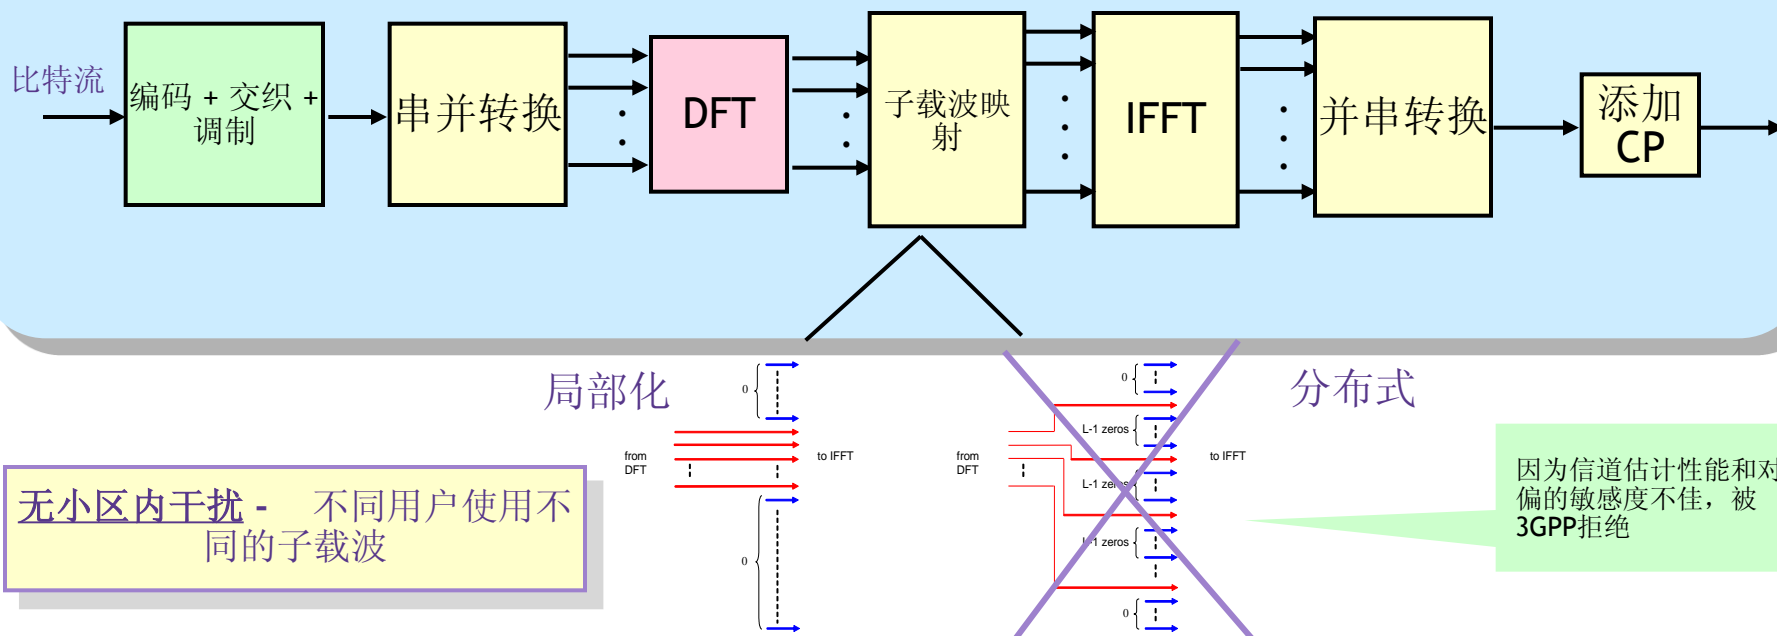 比特流
编码 + 交织 +
调制
串并转换
DFT
子载波映
射
IFFT
并串转换
添加
CP
局部化
0
from
DFT
to IFFT
0
0
L-1 zeros
from
DFT
to IFFT
L-1 zeros
L-1 zeros
0
分布式
无小区内干扰 - 不同用户使用不
同的子载波
因为信道估计性能和对
偏的敏感度不佳，被
3GPP拒绝